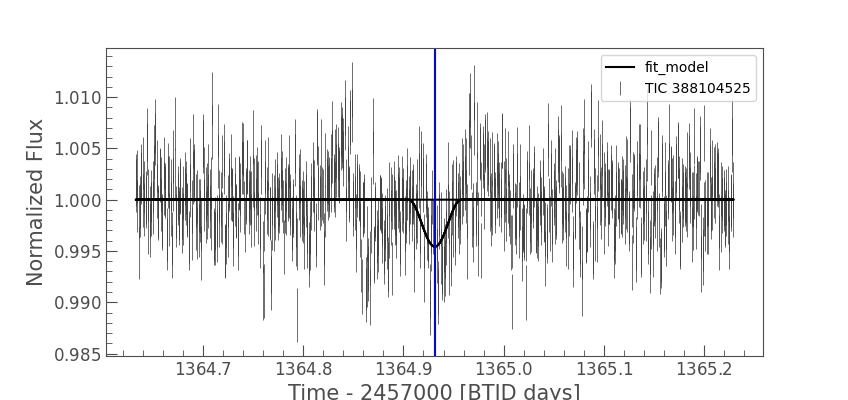 fit_model
TIC 388104525
Normalized Flux
1.010
1.005
1.000
0.995
0.990
0.985
1364.7 1364.8 1364.9 1365.0 1365.1 1365.2
Time - 2457000 [BTJD days]